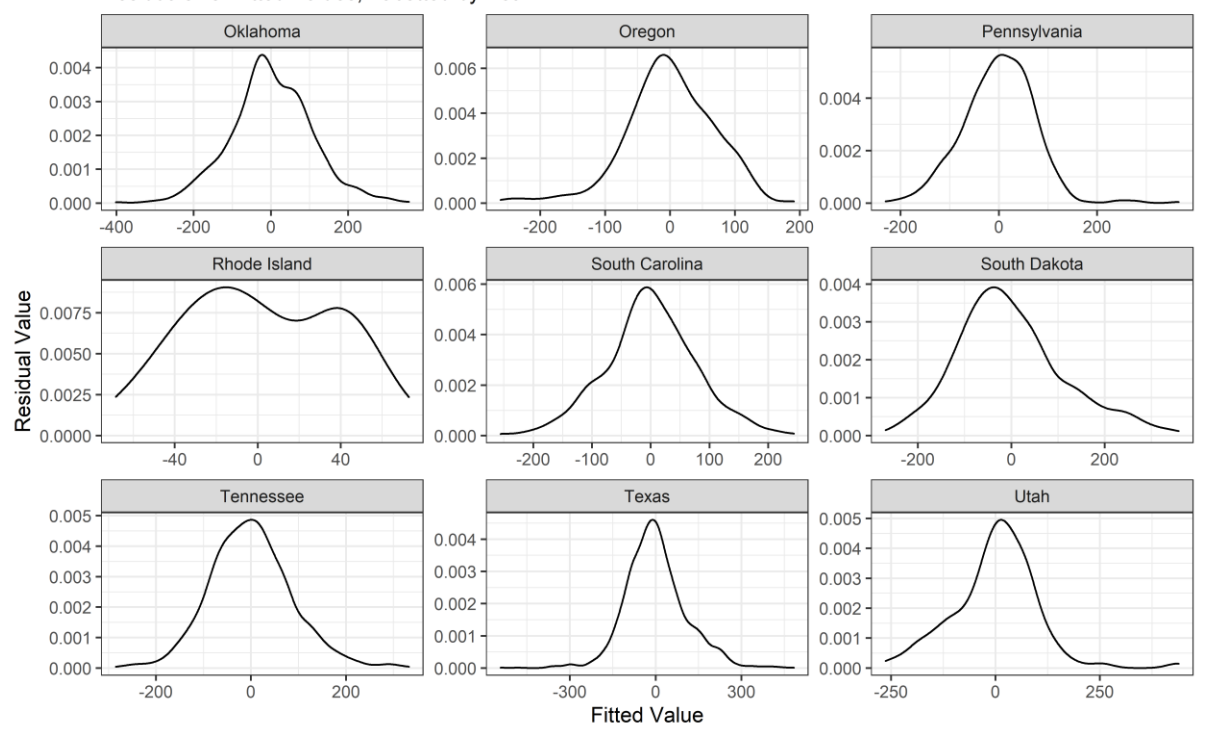 Oklahoma Oregon Pennsylvania
0.004 0.003 0.002 0.001 0.000
-400 -200 0 200
0.006 0.004 0.002 0.000
-200 -100 0 100 200
0.004 0.002 0.000
-200 0 200
Residual Value
Rhode Island South Carolina South Dakota
0.0075 0.0050 0.0025 0.0000
-40 0 40
0.006 0.004 0.002 0.000
-200 -100 0 100 200
0.004 0.003 0.002 0.001 0.000
-200 0 200
Tennessee Texas Utah
0.005 0.004 0.003 0.002 0.001 0.000
-200 0 200
0.004 0.003 0.002 0.001 0.000
-300 0 300
0.005 0.004 0.003 0.002 0.001 0.000
-250 0 250
Fitted Value